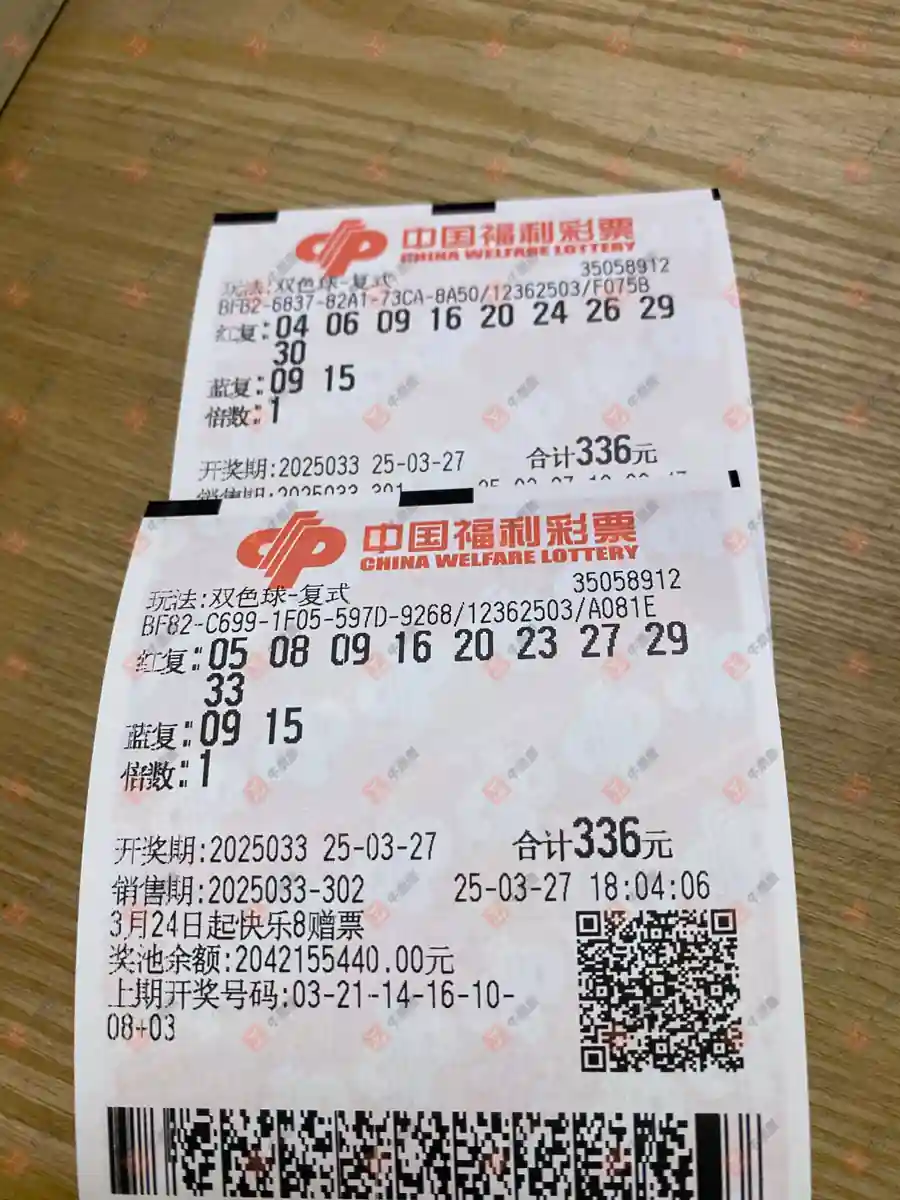 中国福利彩票
CHINA WELFARE LOTTERY
35058912
玩法:双色球-复式
BFB2-6837-82A1-73CA-8A50/12362503/F075B
红复:04 06 09 16 20 24 26 29
30
蓝复:09 15
倍数:1
开奖期:2025033 25-03-27 合计336元
销售期:2025033-301
中国福利彩票
CHINA WELFARE LOTTERY
35058912
玩法:双色球-复式
BF82-C699-1F05-597D-9268/12362503/A081E
红复:05 08 09 16 20 23 27 29
33
蓝复:09 15
倍数:1
开奖期:2025033 25-03-27 合计336元
销售期:2025033-302 25-03-27 18:04:06
3月24日起快乐8赠票
奖池余额:2042155440.00元
上期开奖号码:03-21-14-16-10-
08+03